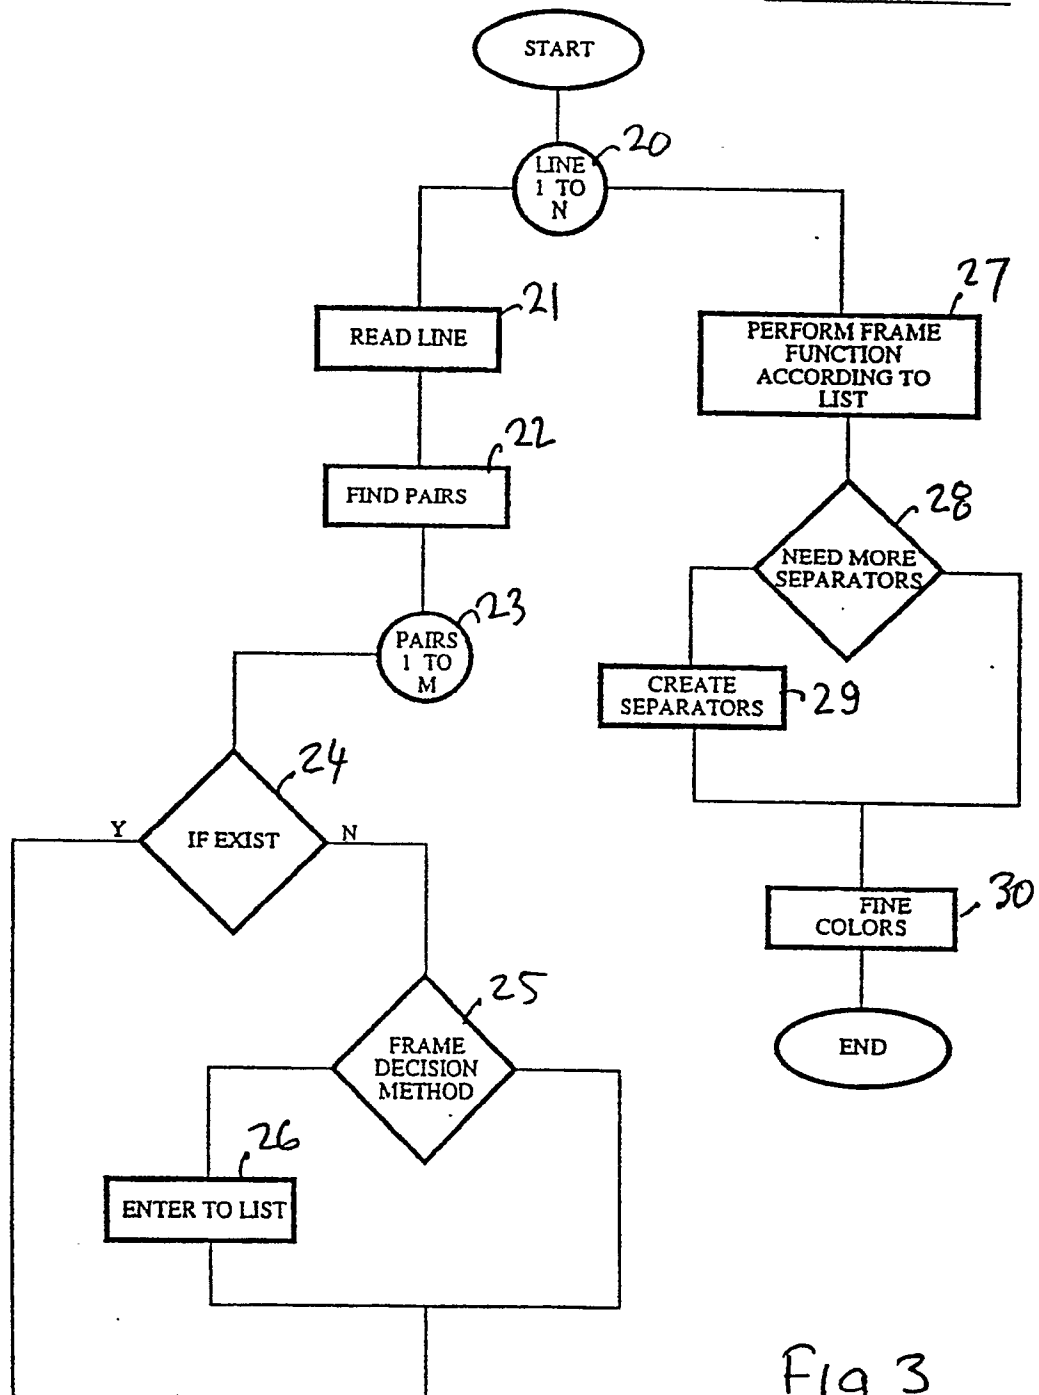 START
20
LINE
1 TO
N
21
READ LINE
22
FIND PAIRS
23
PAIRS
1 TO
M
24
Y
IF EXIST
N
25
FRAME
DECISION
METHOD
26
ENTER TO LIST
27
PERFORM FRAME
FUNCTION
ACCORDING TO
LIST
28
NEED MORE
SEPARATORS
CREATE
SEPARATORS
29
FINE
COLORS
30
END
Fig 3